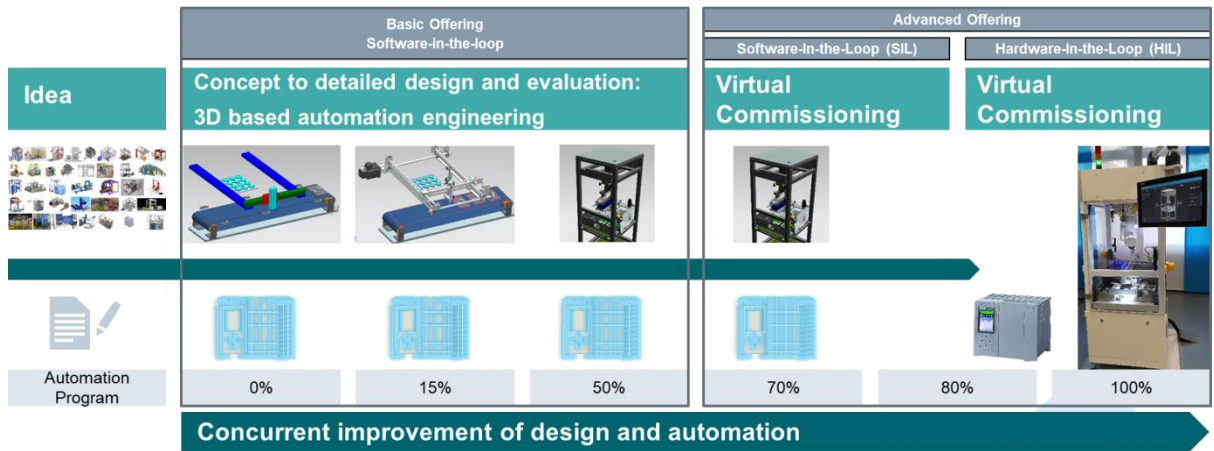 Basic Offering
Software-in-the-loop
Advanced Offering
Software-In-the-Loop (SIL)
Hardware-In-the-Loop (HIL)
Idea
Concept to detailed design and evaluation:
3D based automation engineering
Virtual
Commissioning
Virtual
Commissioning
Automation
Program
0%
15%
50%
70%
80%
100%
Concurrent improvement of design and automation